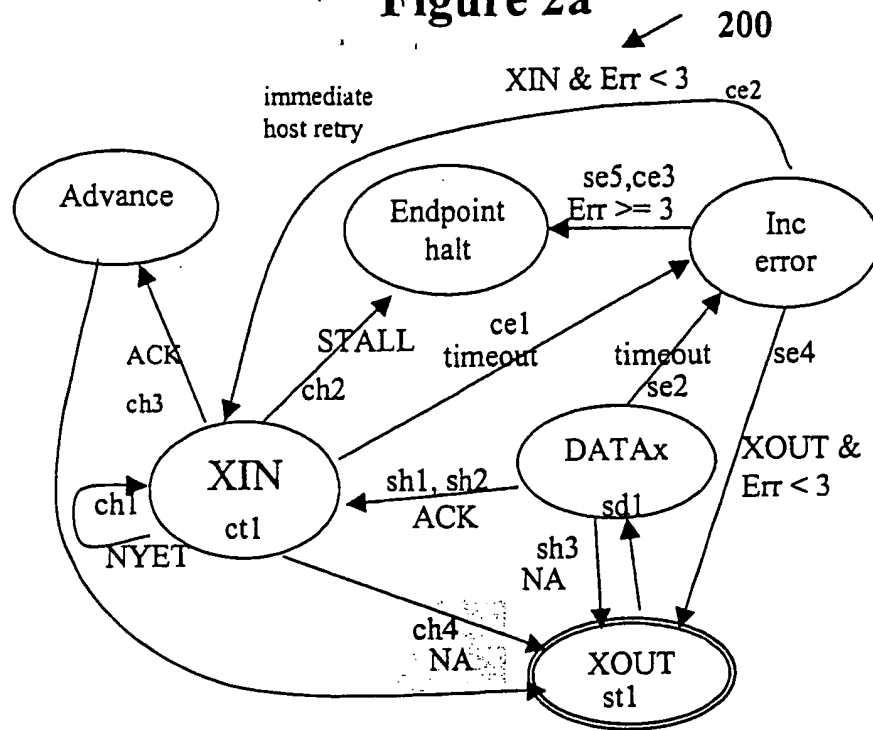 Figure 2a
200
XIN & Err < 3
ce2
immediate
host retry
Advance
Endpoint
halt
se5,ce3
Err >= 3
Inc
error
ACK
ch3
STALL
ch2
ce1
timeout
timeout
se2
se4
XOUT &
Err < 3
XIN
ct1
ch1
NYET
sh1, sh2
ACK
DATAx
sd1
sh3
NA
ch4
NA
XOUT
st1